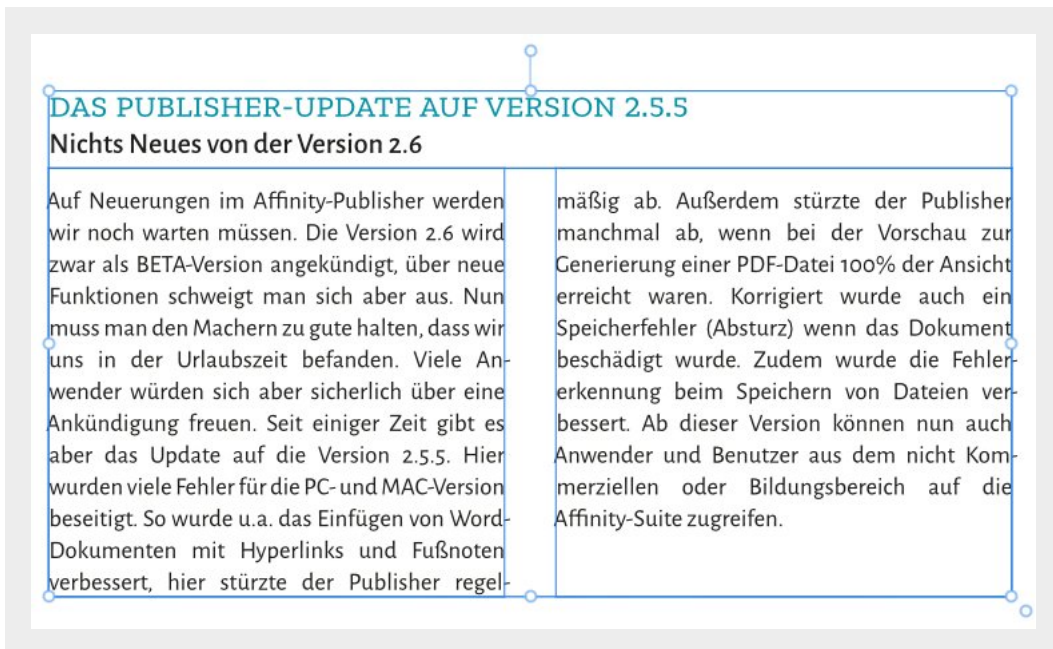 DAS PUBLISHER-UPDATE AUF VERSION 2.5.5
Nichts Neues von der Version 2.6
Auf Neuerungen im Affinity-Publisher werden
wir noch warten müssen. Die Version 2.6 wird
zwar als BETA-Version angekündigt, über neue
Funktionen schweigt man sich aber aus. Nun
muss man den Machern zu gute halten, dass wir
uns in der Urlaubszeit befanden. Viele An-
wender würden sich aber sicherlich über eine
Ankündigung freuen. Seit einiger Zeit gibt es
aber das Update auf die Version 2.5.5. Hier
wurden viele Fehler für die PC- und MAC-Version
beseitigt. So wurde u.a. das Einfügen von Word-
Dokumenten mit Hyperlinks und Fußnoten
verbessert, hier stürzte der Publisher regel-
mäßig ab. Außerdem stürzte der Publisher
manchmal ab, wenn bei der Vorschau zur
Generierung einer PDF-Datei 100% der Ansicht
erreicht waren. Korrigiert wurde auch ein
Speicherfehler (Absturz) wenn das Dokument
beschädigt wurde. Zudem wurde die Fehler-
erkennung beim Speichern von Dateien ver-
bessert. Ab dieser Version können nun auch
Anwender und Benutzer aus dem nicht Kom-
merziellen oder Bildungsbereich auf die
Affinity-Suite zugreifen.